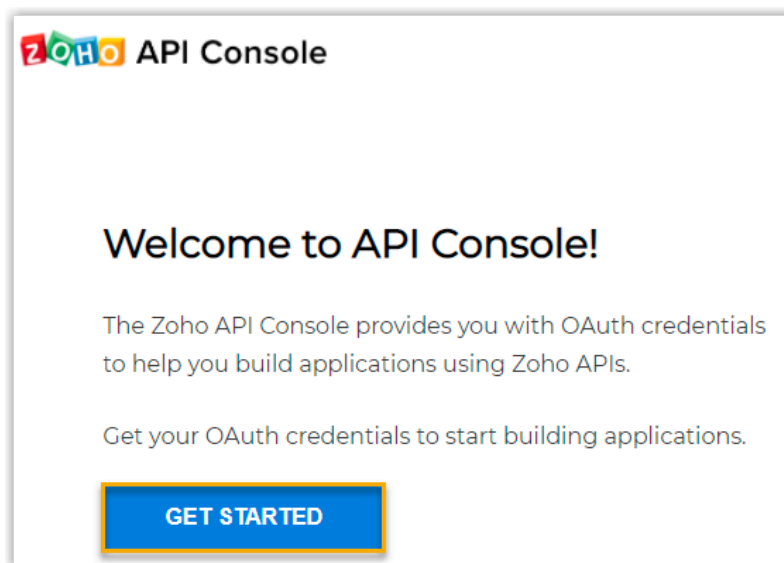 ZOHO API Console
Welcome to API Console!
The Zoho API Console provides you with OAuth credentials
to help you build applications using Zoho APIs.
Get your OAuth credentials to start building applications.
GET STARTED